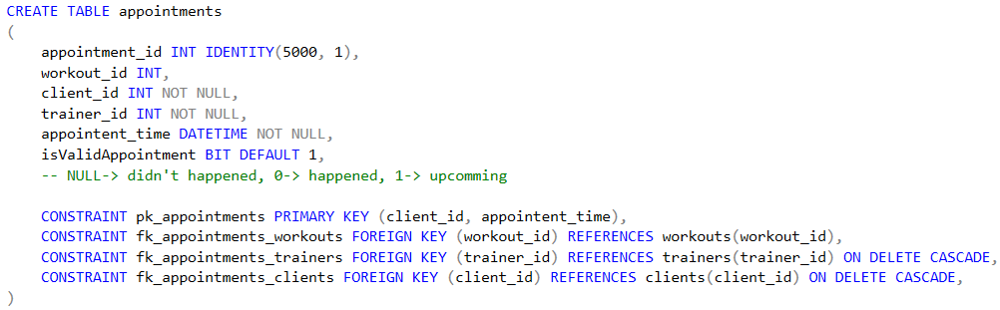 CREATE TABLE appointments
(
    appointment_id INT IDENTITY(5000, 1),
    workout_id INT,
    client_id INT NOT NULL,
    trainer_id INT NOT NULL,
    appointent_time DATETIME NOT NULL,
    isValidAppointment BIT DEFAULT 1,
    -- NULL-> didn't happened, 0-> happened, 1-> upcomming

    CONSTRAINT pk_appointments PRIMARY KEY (client_id, appointent_time),
    CONSTRAINT fk_appointments_workouts FOREIGN KEY (workout_id) REFERENCES workouts(workout_id),
    CONSTRAINT fk_appointments_trainers FOREIGN KEY (trainer_id) REFERENCES trainers(trainer_id) ON DELETE CASCADE,
    CONSTRAINT fk_appointments_clients FOREIGN KEY (client_id) REFERENCES clients(client_id) ON DELETE CASCADE,
)